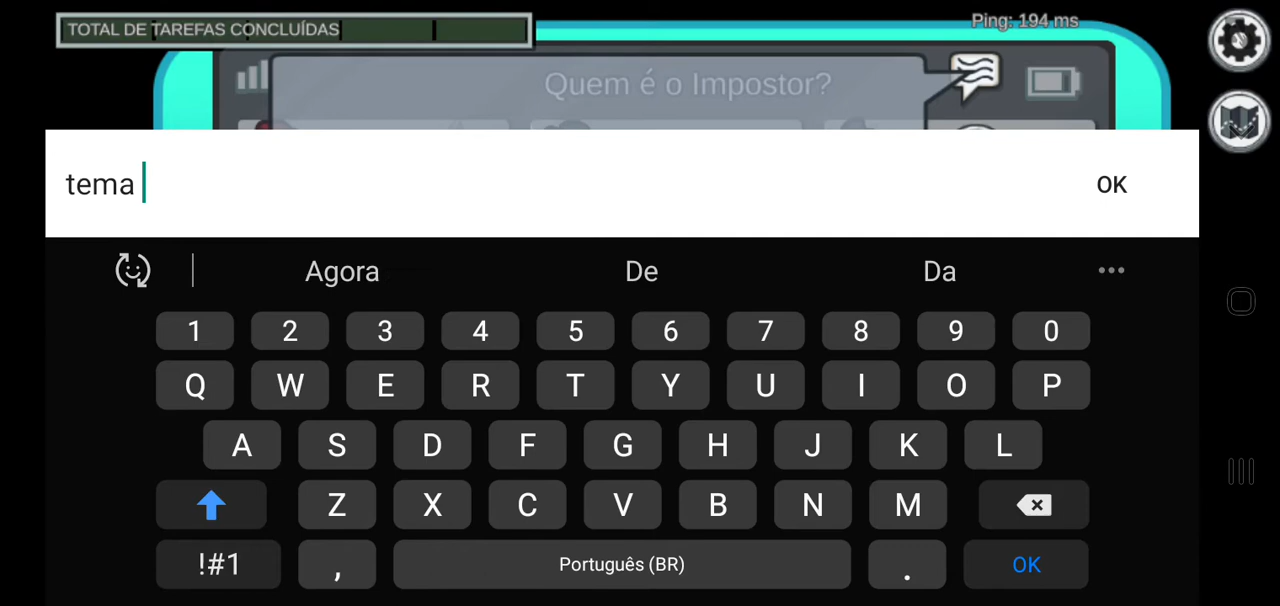 TOTAL DE TAREFAS CONCLUÍDAS
Ping: 194 ms
Quem é o Impostor?
tema
OK
Agora De Da
1 2 3 4 5 6 7 8 9 0
Q W E R T Y U I O P
A S D F G H J K L
Z X C V B N M
!#1 , Português (BR) . OK